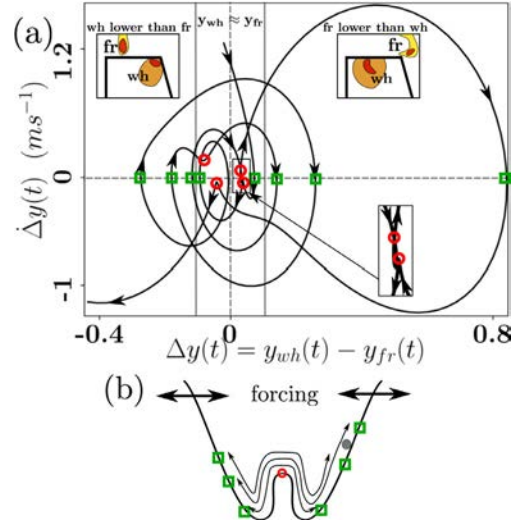 (a)
wh lower than fr
y_wh ≈ y_fr
fr lower than wh
fr
wh
fr
wh
1.2
0
-1
Δẏ(t) (ms⁻¹)
-0.4
0
0.8
Δy(t) = y_wh(t) − y_fr(t)
(b)
forcing